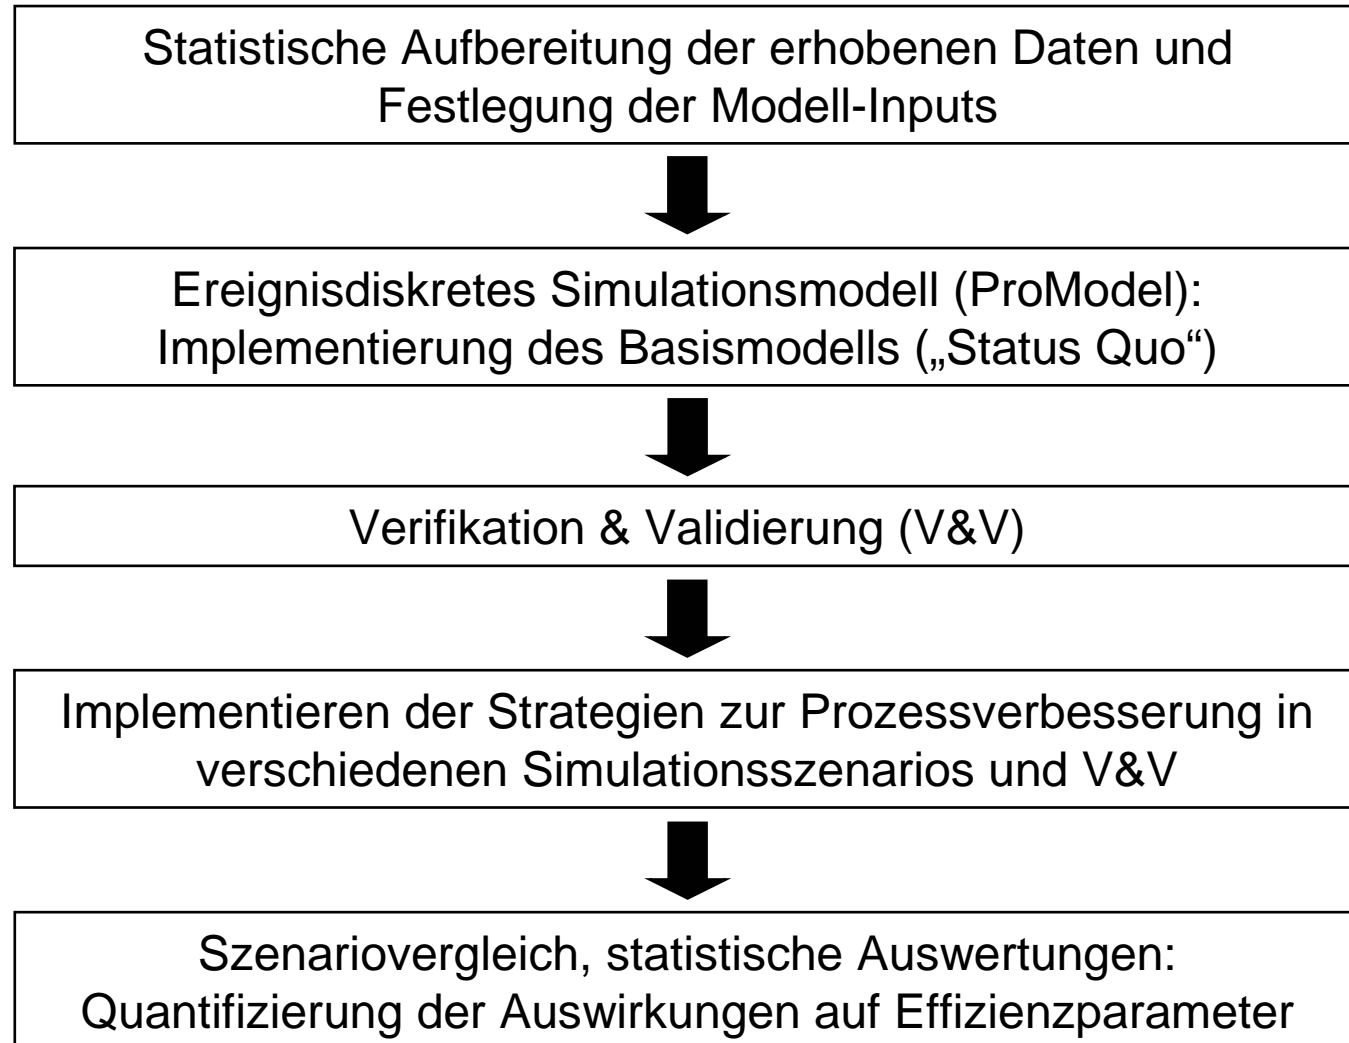 Statistische Aufbereitung der erhobenen Daten und
Festlegung der Modell-Inputs
Ereignisdiskretes Simulationsmodell (ProModel):
Implementierung des Basismodells („Status Quo“)
Verifikation & Validierung (V&V)
Implementieren der Strategien zur Prozessverbesserung in
verschiedenen Simulationsszenarios und V&V
Szenariovergleich, statistische Auswertungen:
Quantifizierung der Auswirkungen auf Effizienzparameter